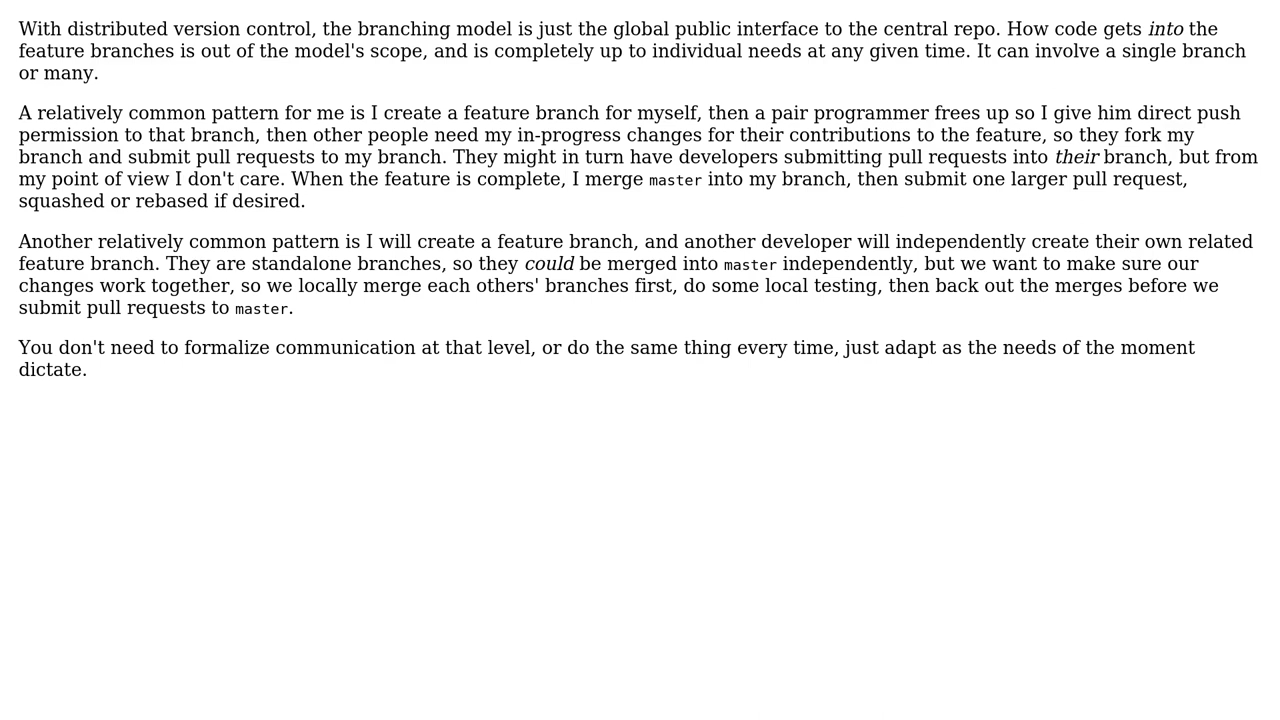 With distributed version control, the branching model is just the global public interface to the central repo. How code gets into the
feature branches is out of the model's scope, and is completely up to individual needs at any given time. It can involve a single branch
or many.
A relatively common pattern for me is I create a feature branch for myself, then a pair programmer frees up so I give him direct push
permission to that branch, then other people need my in-progress changes for their contributions to the feature, so they fork my
branch and submit pull requests to my branch. They might in turn have developers submitting pull requests into their branch, but from
my point of view I don't care. When the feature is complete, I merge master into my branch, then submit one larger pull request,
squashed or rebased if desired.
Another relatively common pattern is I will create a feature branch, and another developer will independently create their own related
feature branch. They are standalone branches, so they could be merged into master independently, but we want to make sure our
changes work together, so we locally merge each others' branches first, do some local testing, then back out the merges before we
submit pull requests to master.
You don't need to formalize communication at that level, or do the same thing every time, just adapt as the needs of the moment
dictate.